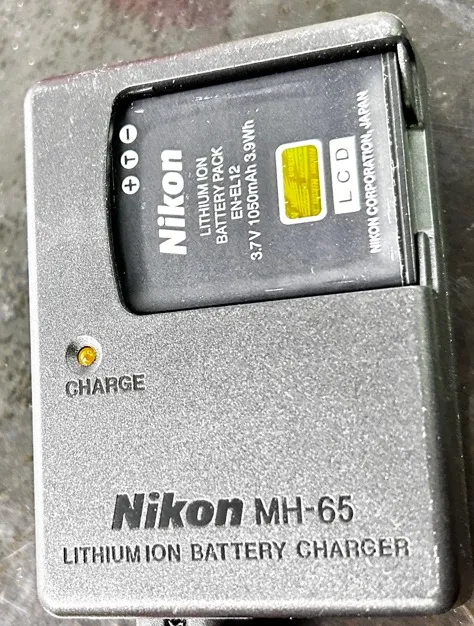 Nikon
LITHIUM ION
BATTERY PACK
EN-EL12
3.7V 1050mAh 3.9Wh
LCD
NIKON CORPORATION, JAPAN
+ T −
CHARGE
Nikon MH-65
LITHIUM ION BATTERY CHARGER